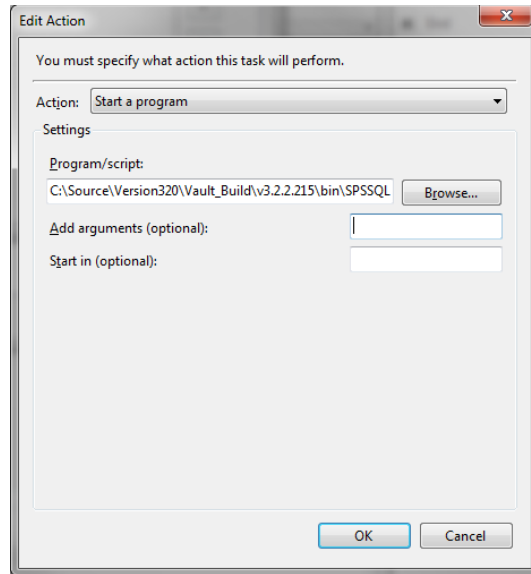 Edit Action
You must specify what action this task will perform.
Action: Start a program
Settings
Program/script:
C:\Source\Version320\Vault_Build\v3.2.2.215\bin\SPSSQL Browse...
Add arguments (optional):
Start in (optional):
OK Cancel